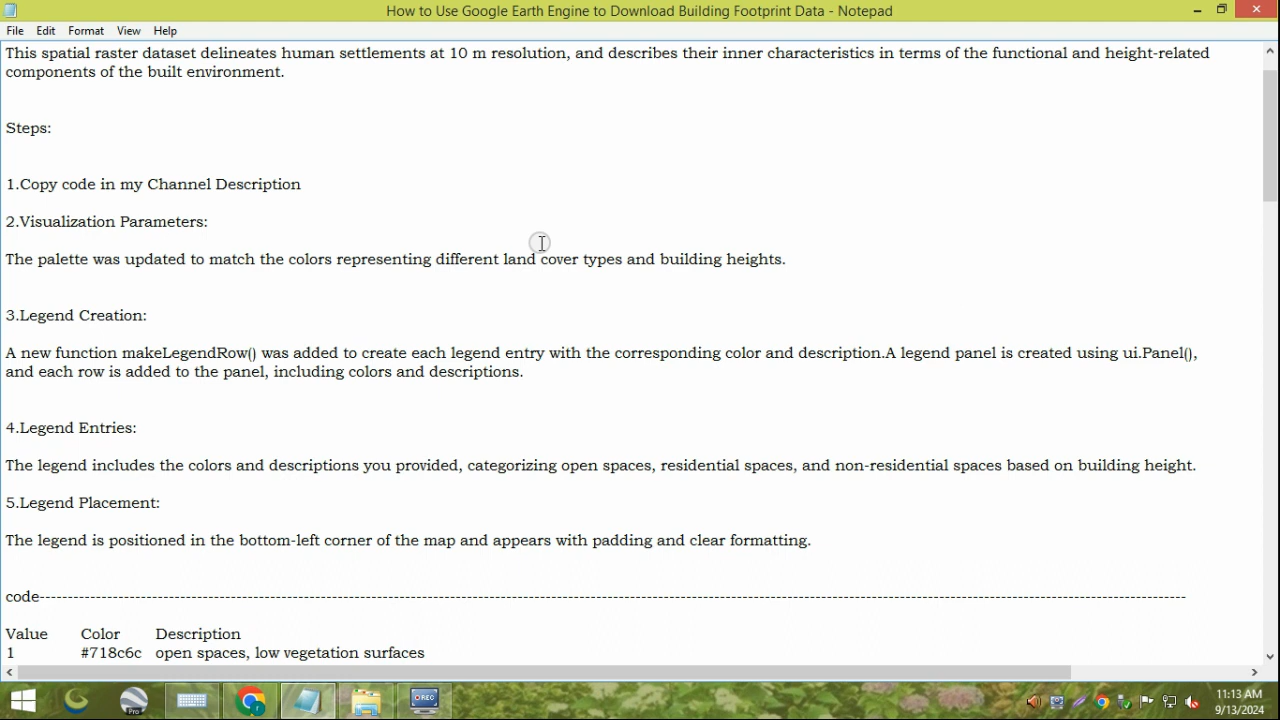 How to Use Google Earth Engine to Download Building Footprint Data - Notepad
File Edit Format View Help
This spatial raster dataset delineates human settlements at 10 m resolution, and describes their inner characteristics in terms of the functional and height-related
components of the built environment.
Steps:
1.Copy code in my Channel Description
2.Visualization Parameters:
The palette was updated to match the colors representing different land cover types and building heights.
3.Legend Creation:
A new function makeLegendRow() was added to create each legend entry with the corresponding color and description.A legend panel is created using ui.Panel(),
and each row is added to the panel, including colors and descriptions.
4.Legend Entries:
The legend includes the colors and descriptions you provided, categorizing open spaces, residential spaces, and non-residential spaces based on building height.
5.Legend Placement:
The legend is positioned in the bottom-left corner of the map and appears with padding and clear formatting.
code-----------------------------------------------------------------------------------------------------------------------------
Value Color Description
1 #718c6c open spaces, low vegetation surfaces
Pro
REC
11:13 AM
9/13/2024